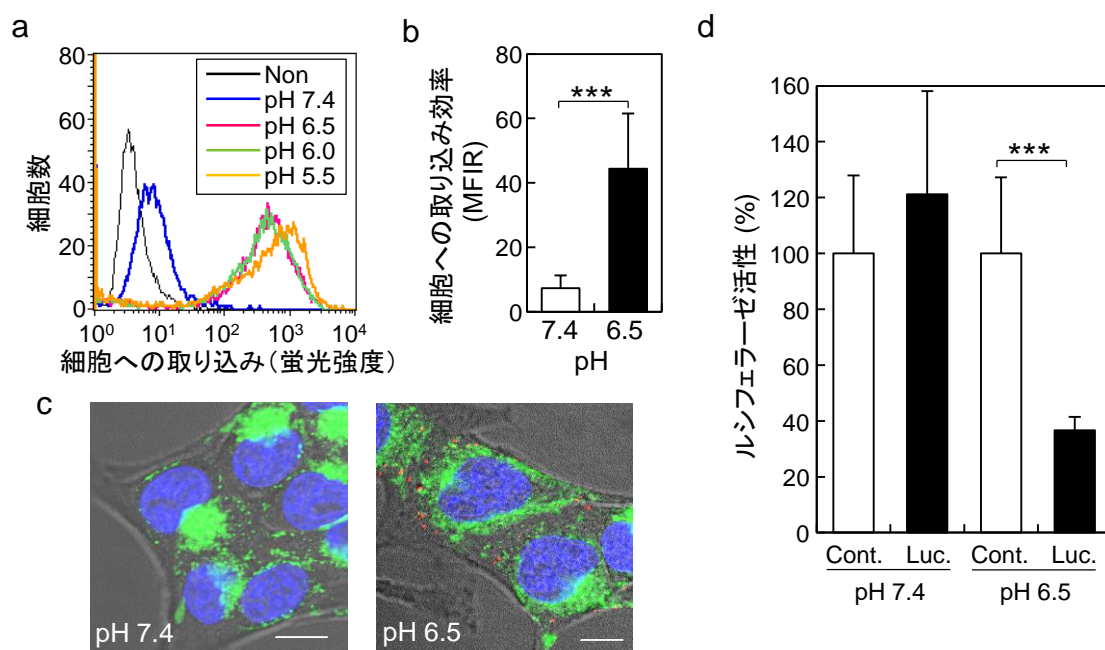 a
80
60
40
20
0
細胞数
Non
pH 7.4
pH 6.5
pH 6.0
pH 5.5
10⁰
10¹
10²
10³
10⁴
細胞への取り込み(蛍光強度)
b
80
60
40
20
0
細胞への取り込み効率
(MFIR)
***
7.4
6.5
pH
c
pH 7.4
pH 6.5
d
160
140
120
100
80
60
40
20
0
ルシフェラーゼ活性 (%)
***
Cont. Luc. Cont. Luc.
pH 7.4 pH 6.5